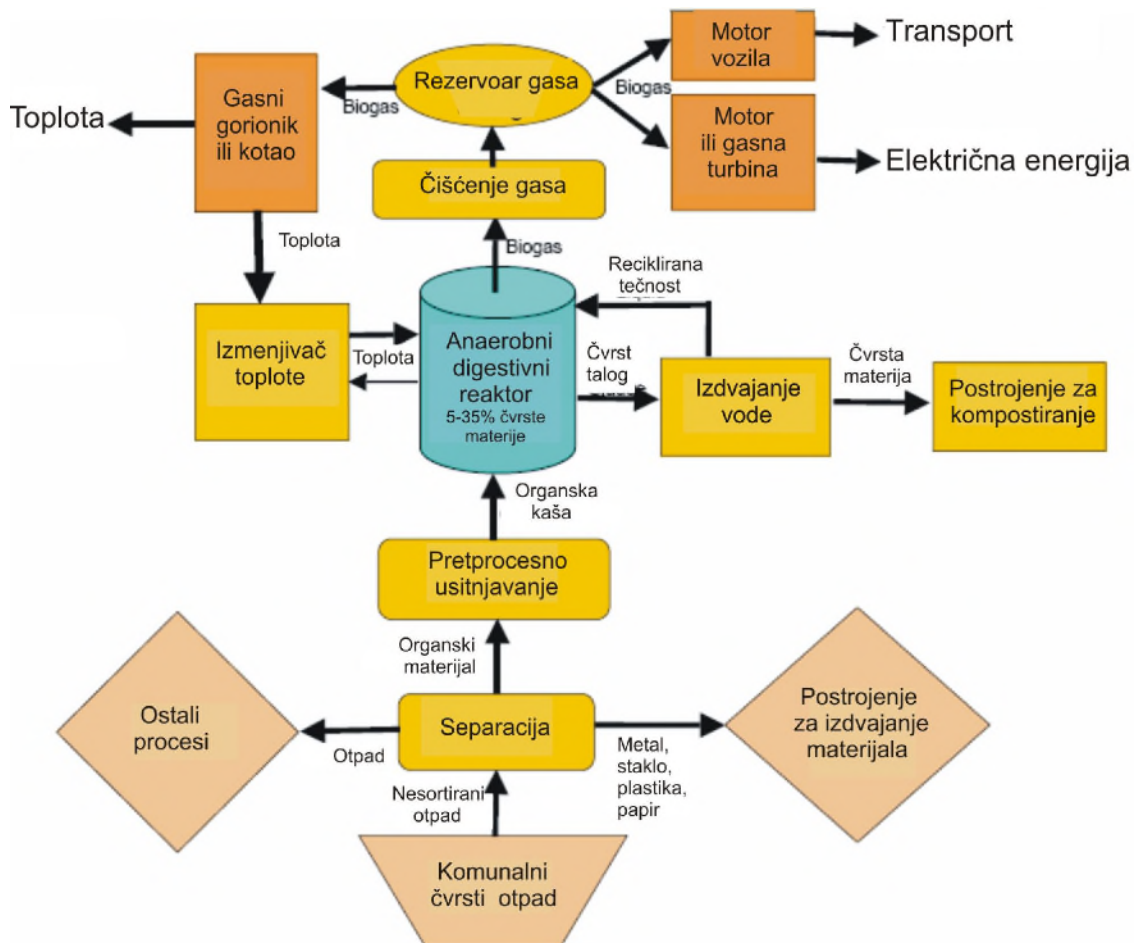 Motor
vozila
Transport
Rezervoar gasa
Biogas
Biogas
Gasni
gorionik
ili kotao
Toplota
Motor
ili gasna
turbina
Električna energija
Čišćenje gasa
Toplota
Biogas
Reciklirana
tečnost
Izmenjivač
toplote
Toplota
Anaerobni
digestivni
reaktor
5-35% čvrste
materije
Čvrst
talog
Izdvajanje
vode
Čvrsta
materija
Postrojenje za
kompostiranje
Organska
kaša
Pretprocesno
usitnjavanje
Organski
materijal
Ostali
procesi
Otpad
Separacija
Metal,
staklo,
plastika,
papir
Postrojenje
za izdvajanje
materijala
Nesortirani
otpad
Komunalni
čvrsti otpad